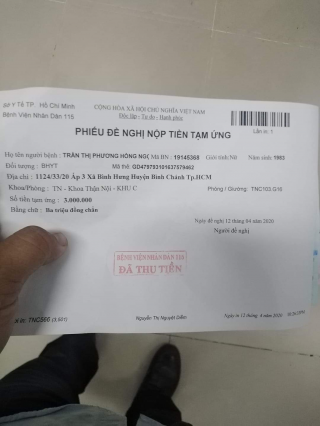 Sở Y Tế TP. Hồ Chí Minh
Bệnh Viện Nhân Dân 115
CỘNG HÒA XÃ HỘI CHỦ NGHĨA VIỆT NAM
Độc lập - Tự do - Hạnh phúc
Lần in: 1
PHIẾU ĐỀ NGHỊ NỘP TIỀN TẠM ỨNG
Họ tên người bệnh : TRẦN THỊ PHƯƠNG HỒNG NGỌ Mã BN : 19145368 Giới tính: Nữ Năm sinh:
Đối tượng : BHYT Mã thẻ:
Địa chỉ : 1124/33/20 Ấp 3 Xã Bình Hưng Huyện Bình Chánh Tp.HCM
Khoa/Phòng : TN - Khoa Thận Nội - KHU C Phòng / Giường: TNC103.G16
Số tiền tạm ứng : 3.000.000
Bằng chữ : Ba triệu đồng chẵn
Ngày đề nghị 12 tháng 04 năm 2020
Người đề nghị
BỆNH VIỆN NHÂN DÂN 115
ĐÃ THU TIỀN
Nguyễn Thị Nguyệt Diễm